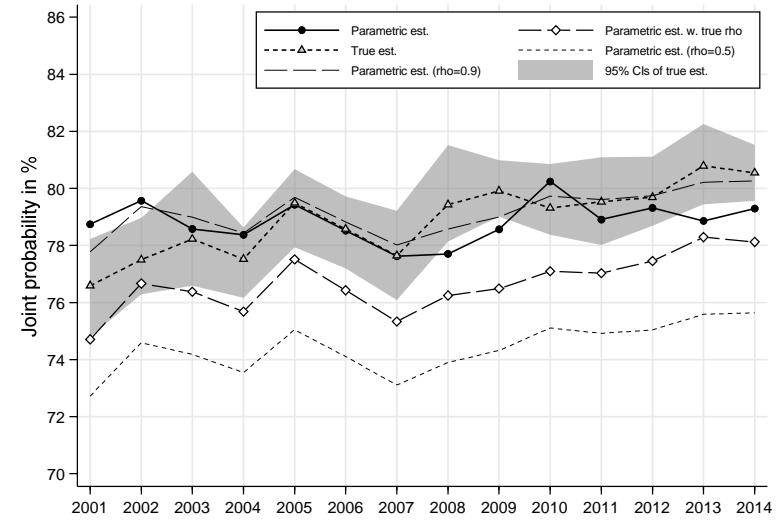 Parametric est.
Parametric est. w. true rho
True est.
Parametric est. (rho=0.5)
Parametric est. (rho=0.9)
95% CIs of true est.
Joint probability in %
86
84
82
80
78
76
74
72
70
2001 2002 2003 2004 2005 2006 2007 2008 2009 2010 2011 2012 2013 2014